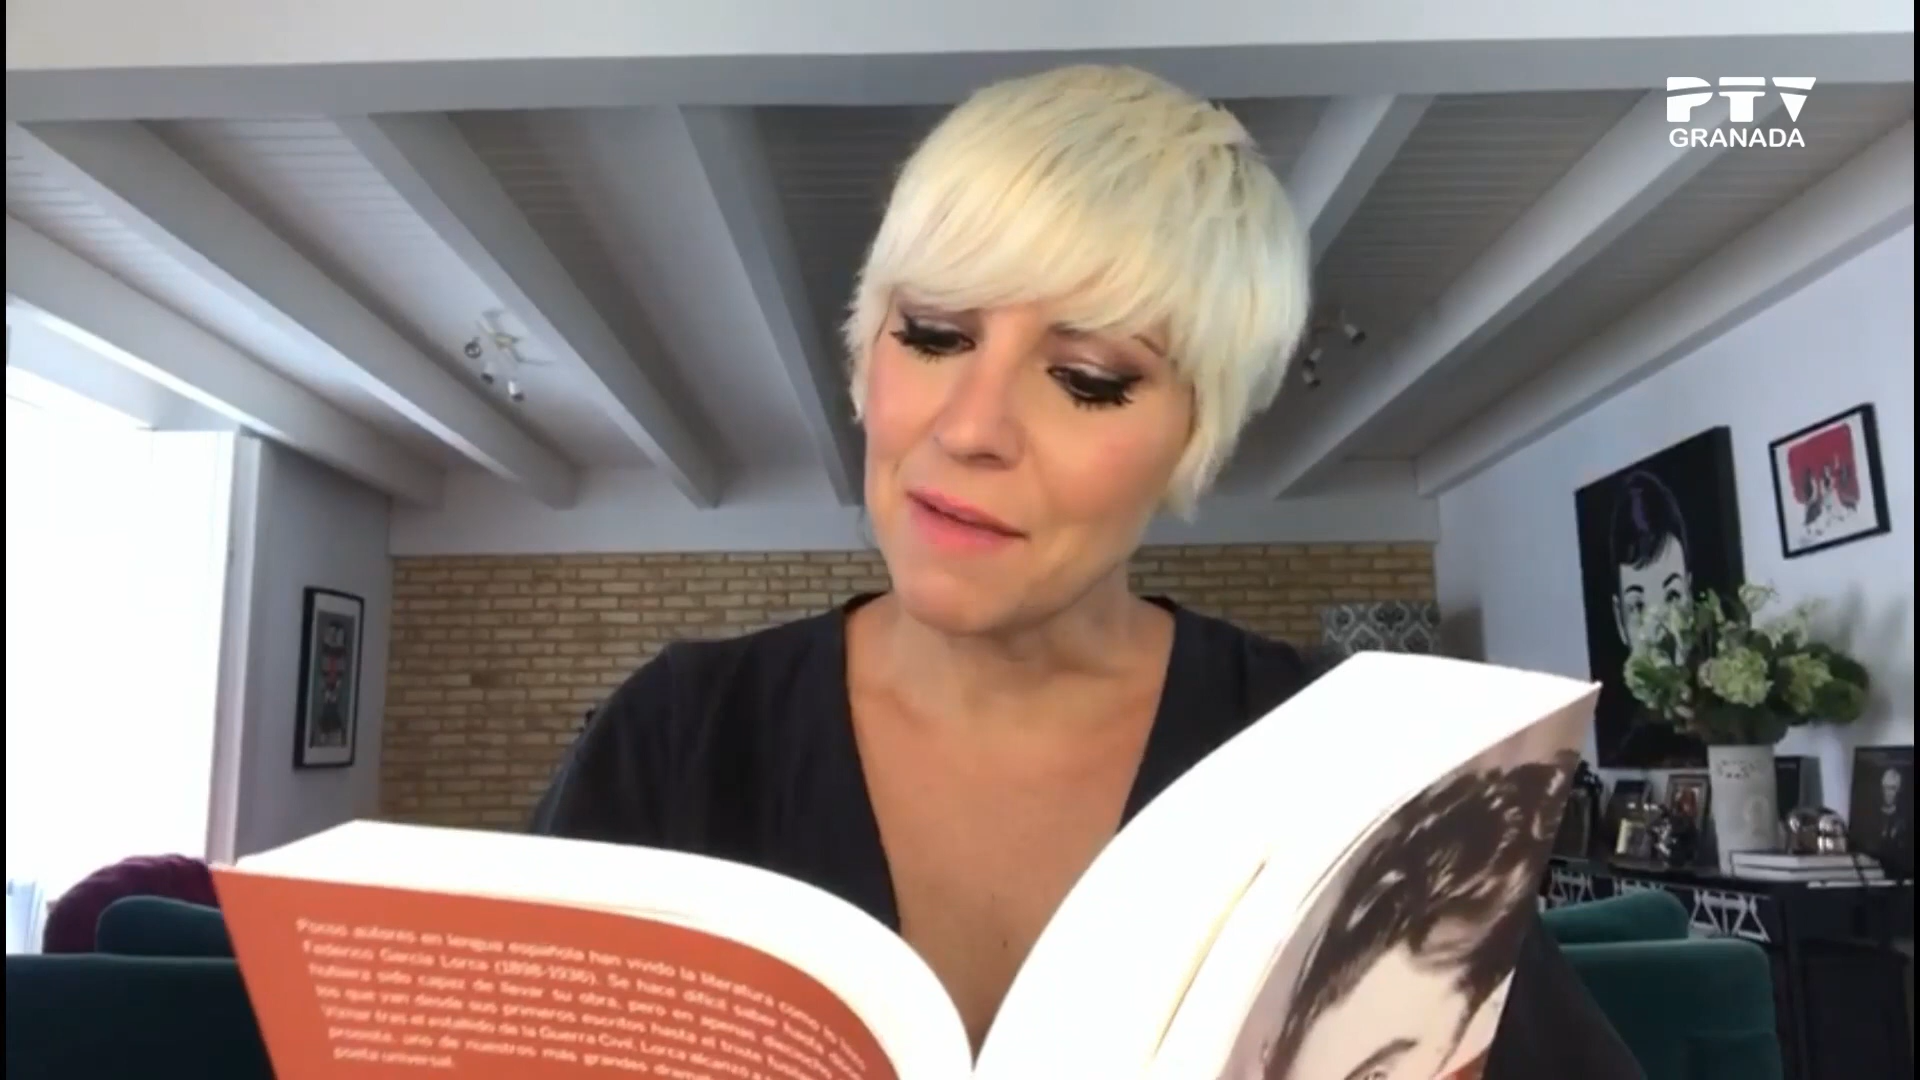 PTV
GRANADA
Pocos autores en lengua española han vivido la literatura como lo hizo
Federico García Lorca (1898-1936). Se hace difícil saber hasta dónde
hubiera sido capaz de llevar su obra, pero en apenas dieciocho
los que van desde sus primeros escritos hasta el triste fusilam
Víznar tras el estallido de la Guerra Civil, Lorca alcanzó a
uno de nuestros más grandes drama
poeta universal.